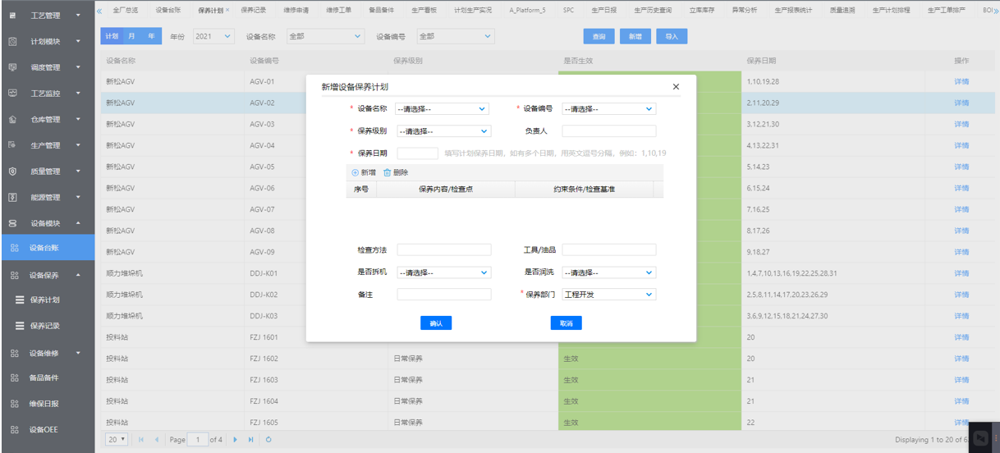 工艺管理
计划模块
调度管理
工艺监控
仓库管理
生产管理
质量管理
能源管理
设备模块
设备台账
设备保养
保养计划
保养记录
设备维修
备品备件
维保日报
设备OEE
« 全厂总览 设备台账 保养计划 × 保养记录 维修申请 维修工单 备品备件 生产看板 计划生产实况 A_Platform_5 SPC 生产日报 生产历史查询 立库库存 异常分析 生产报表统计 质量追溯 生产计划排程 生产工单排产 BOI »
计划 月 年 年份 2021 设备名称 全部 设备编号 全部 查询 新增 导入
设备名称 设备编号 保养级别 是否生效 保养日期 操作
新松AGV AGV-01 1,10,19.28 详情
新松AGV AGV-02 2.11.20.29 详情
新松AGV AGV-03 3.12,21.30 详情
新松AGV AGV-04 4.13,22.31 详情
新松AGV AGV-05 5,14.23 详情
新松AGV AGV-06 6.15.24 详情
新松AGV AGV-07 7.16.25 详情
新松AGV AGV-08 8.17.26 详情
新松AGV AGV-09 9.18.27 详情
顺力堆垛机 DDJ-K01 1.4.7,10.13,16.19.22.25.28,31 详情
顺力堆垛机 DDJ-K02 2.5.8,11,14.17,20.23,26.29 详情
顺力堆垛机 DDJ-K03 3.6.9,12,15.18.21,24.27.30 详情
投料站 FZJ 1601 20 详情
投料站 FZJ 1602 日常保养 生效 20 详情
投料站 FZJ 1603 日常保养 生效 21 详情
投料站 FZJ 1604 日常保养 生效 21 详情
投料站 FZJ 1605 日常保养 生效 22 详情
20 Page 1 of 4 Displaying 1 to 20 of 6
新增设备保养计划 ×
* 设备名称 --请选择-- * 设备编号 --请选择--
* 保养级别 --请选择-- 负责人
* 保养日期 填写计划保养日期，如有多个日期，用英文逗号分隔，例如：1,10,19
新增 删除
序号 保养内容/检查点 约束条件/检查基准
检查方法 工具/油品
是否拆机 --请选择-- 是否润洗 --请选择--
备注 * 保养部门 工程开发
确认 取消